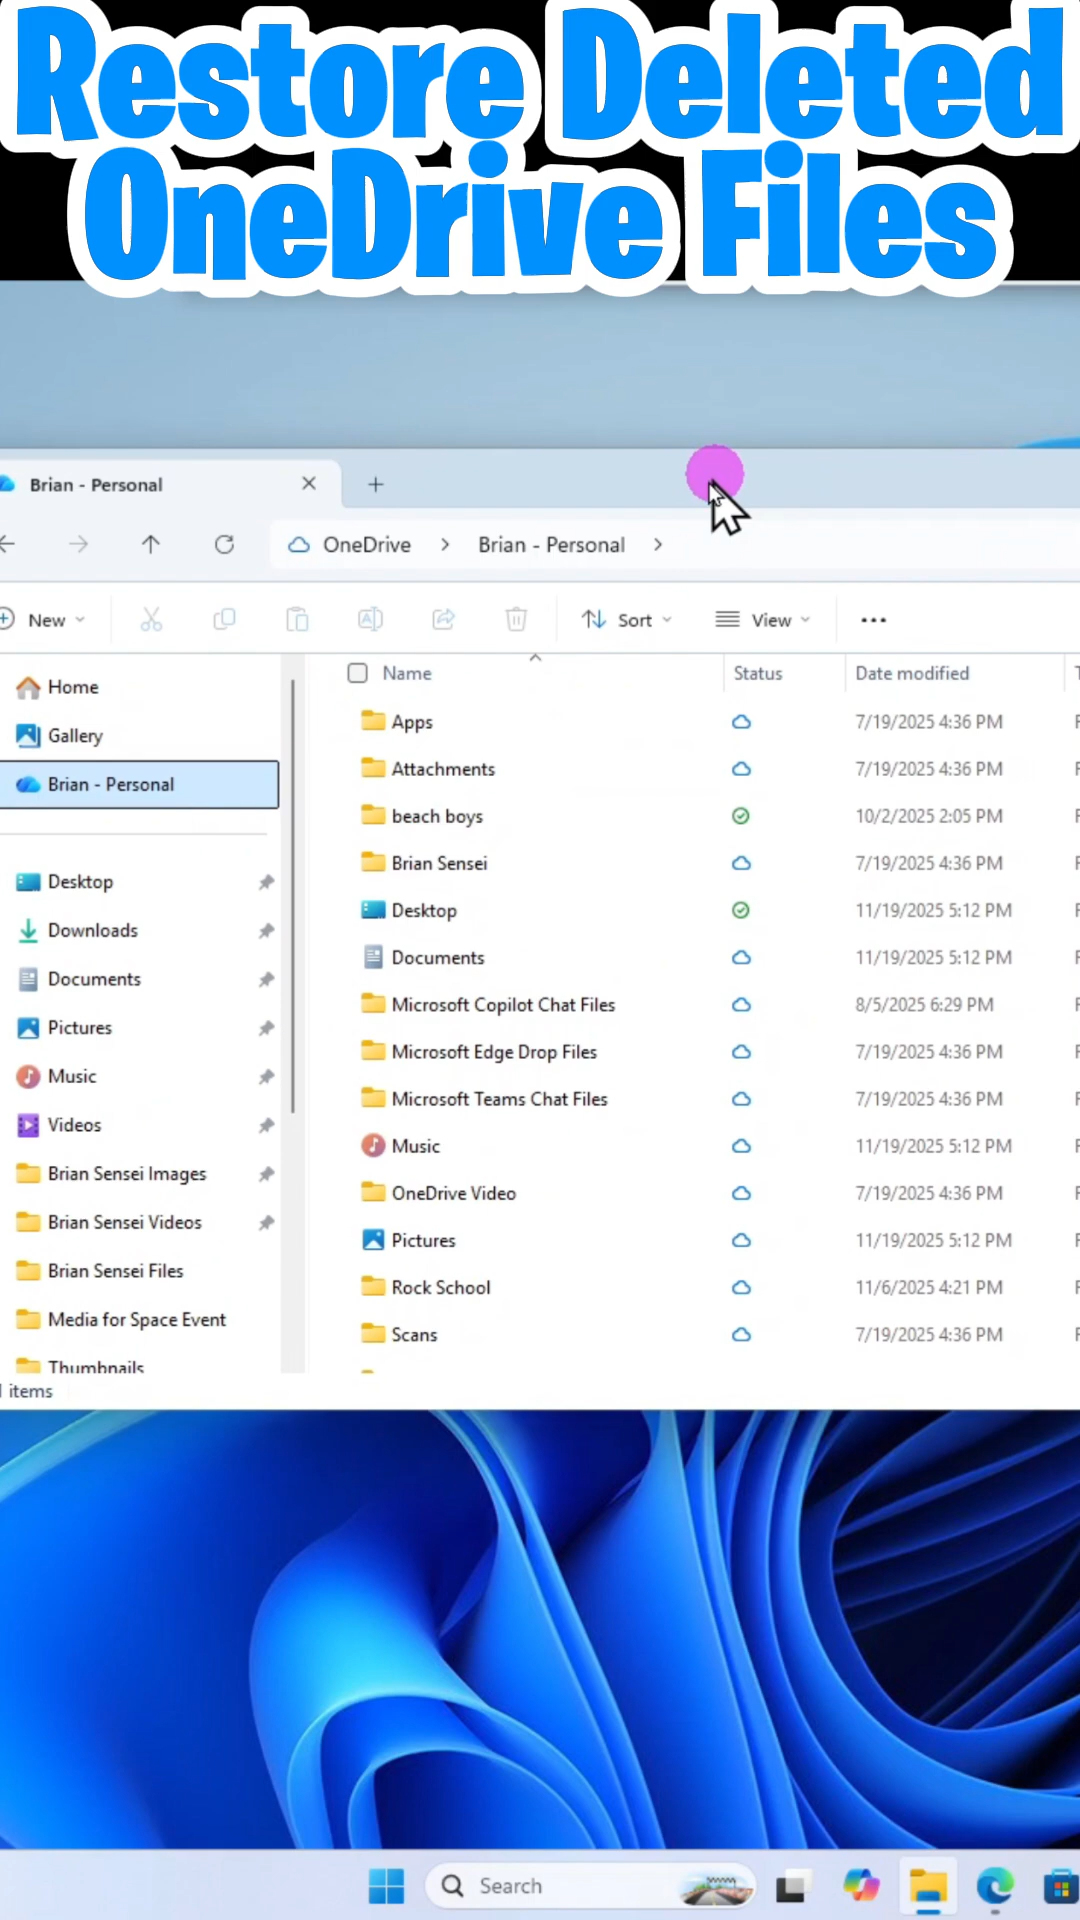 Restore Deleted
OneDrive Files
Brian - Personal
OneDrive > Brian - Personal >
New
Sort
View
Name Status Date modified
Home
Gallery
Brian - Personal
Desktop
Downloads
Documents
Pictures
Music
Videos
Brian Sensei Images
Brian Sensei Videos
Brian Sensei Files
Media for Space Event
Thumbnails
Apps 7/19/2025 4:36 PM
Attachments 7/19/2025 4:36 PM
beach boys 10/2/2025 2:05 PM
Brian Sensei 7/19/2025 4:36 PM
Desktop 11/19/2025 5:12 PM
Documents 11/19/2025 5:12 PM
Microsoft Copilot Chat Files 8/5/2025 6:29 PM
Microsoft Edge Drop Files 7/19/2025 4:36 PM
Microsoft Teams Chat Files 7/19/2025 4:36 PM
Music 11/19/2025 5:12 PM
OneDrive Video 7/19/2025 4:36 PM
Pictures 11/19/2025 5:12 PM
Rock School 11/6/2025 4:21 PM
Scans 7/19/2025 4:36 PM
items
Search